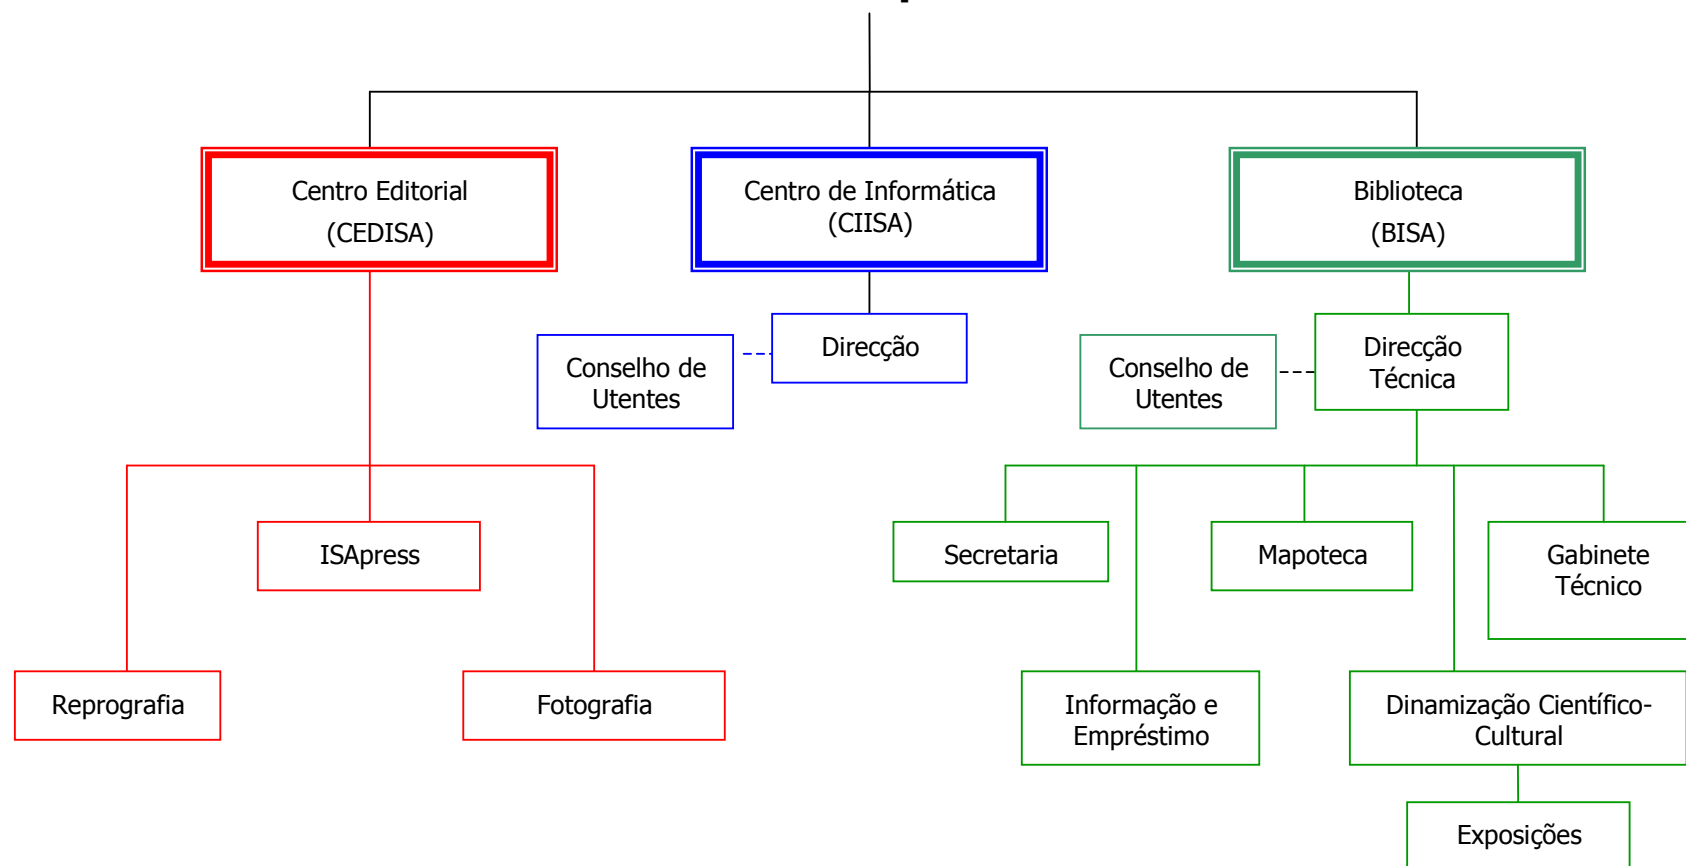 Centro Editorial
(CEDISA)
Centro de Informática
(CIISA)
Biblioteca
(BISA)
Conselho de
Utentes
Direcção
Conselho de
Utentes
Direcção
Técnica
ISApress
Secretaria
Mapoteca
Gabinete
Técnico
Reprografia
Fotografia
Informação e
Empréstimo
Dinamização Científico-
Cultural
Exposições